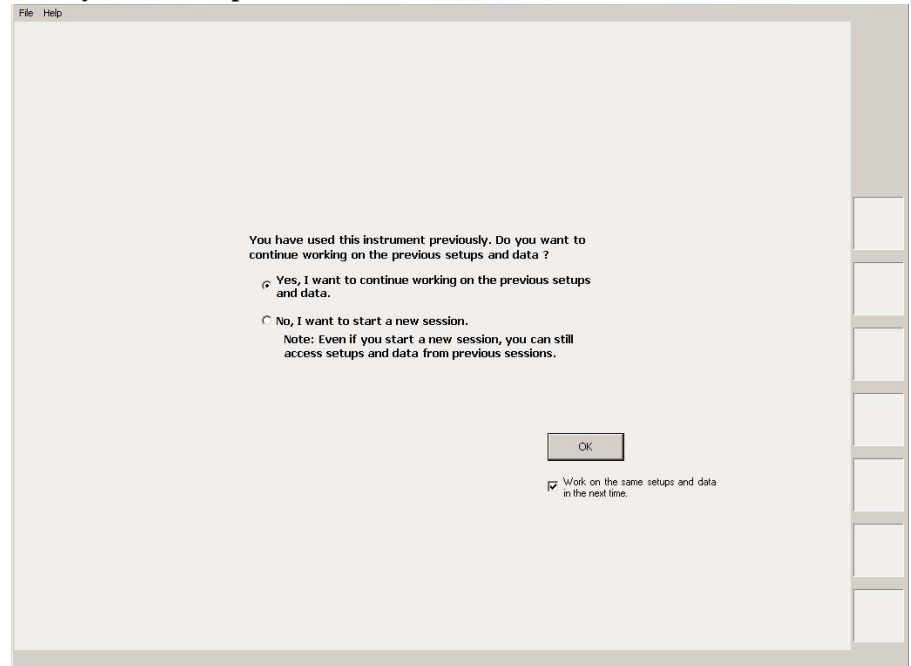 File Help
You have used this instrument previously. Do you want to
continue working on the previous setups and data ?
Yes, I want to continue working on the previous setups
and data.
No, I want to start a new session.
Note: Even if you start a new session, you can still
access setups and data from previous sessions.
OK
Work on the same setups and data
in the next time.